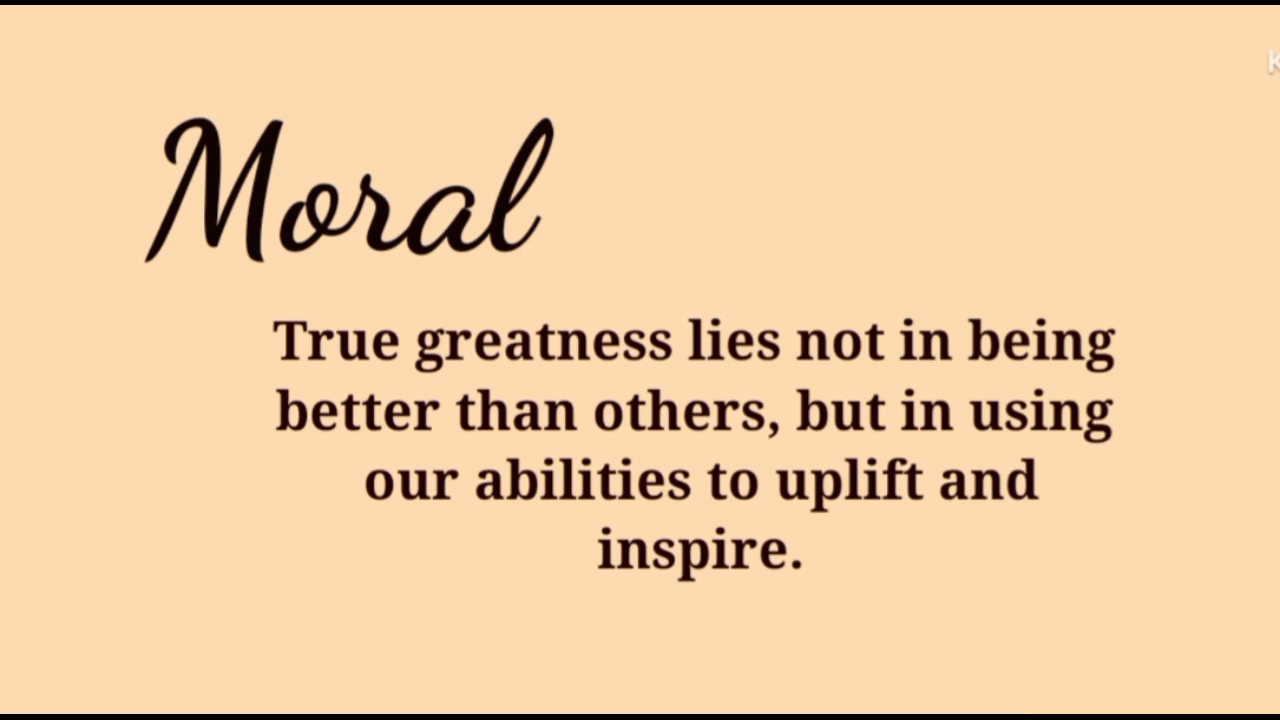 Moral
True greatness lies not in being
better than others, but in using
our abilities to uplift and
inspire.